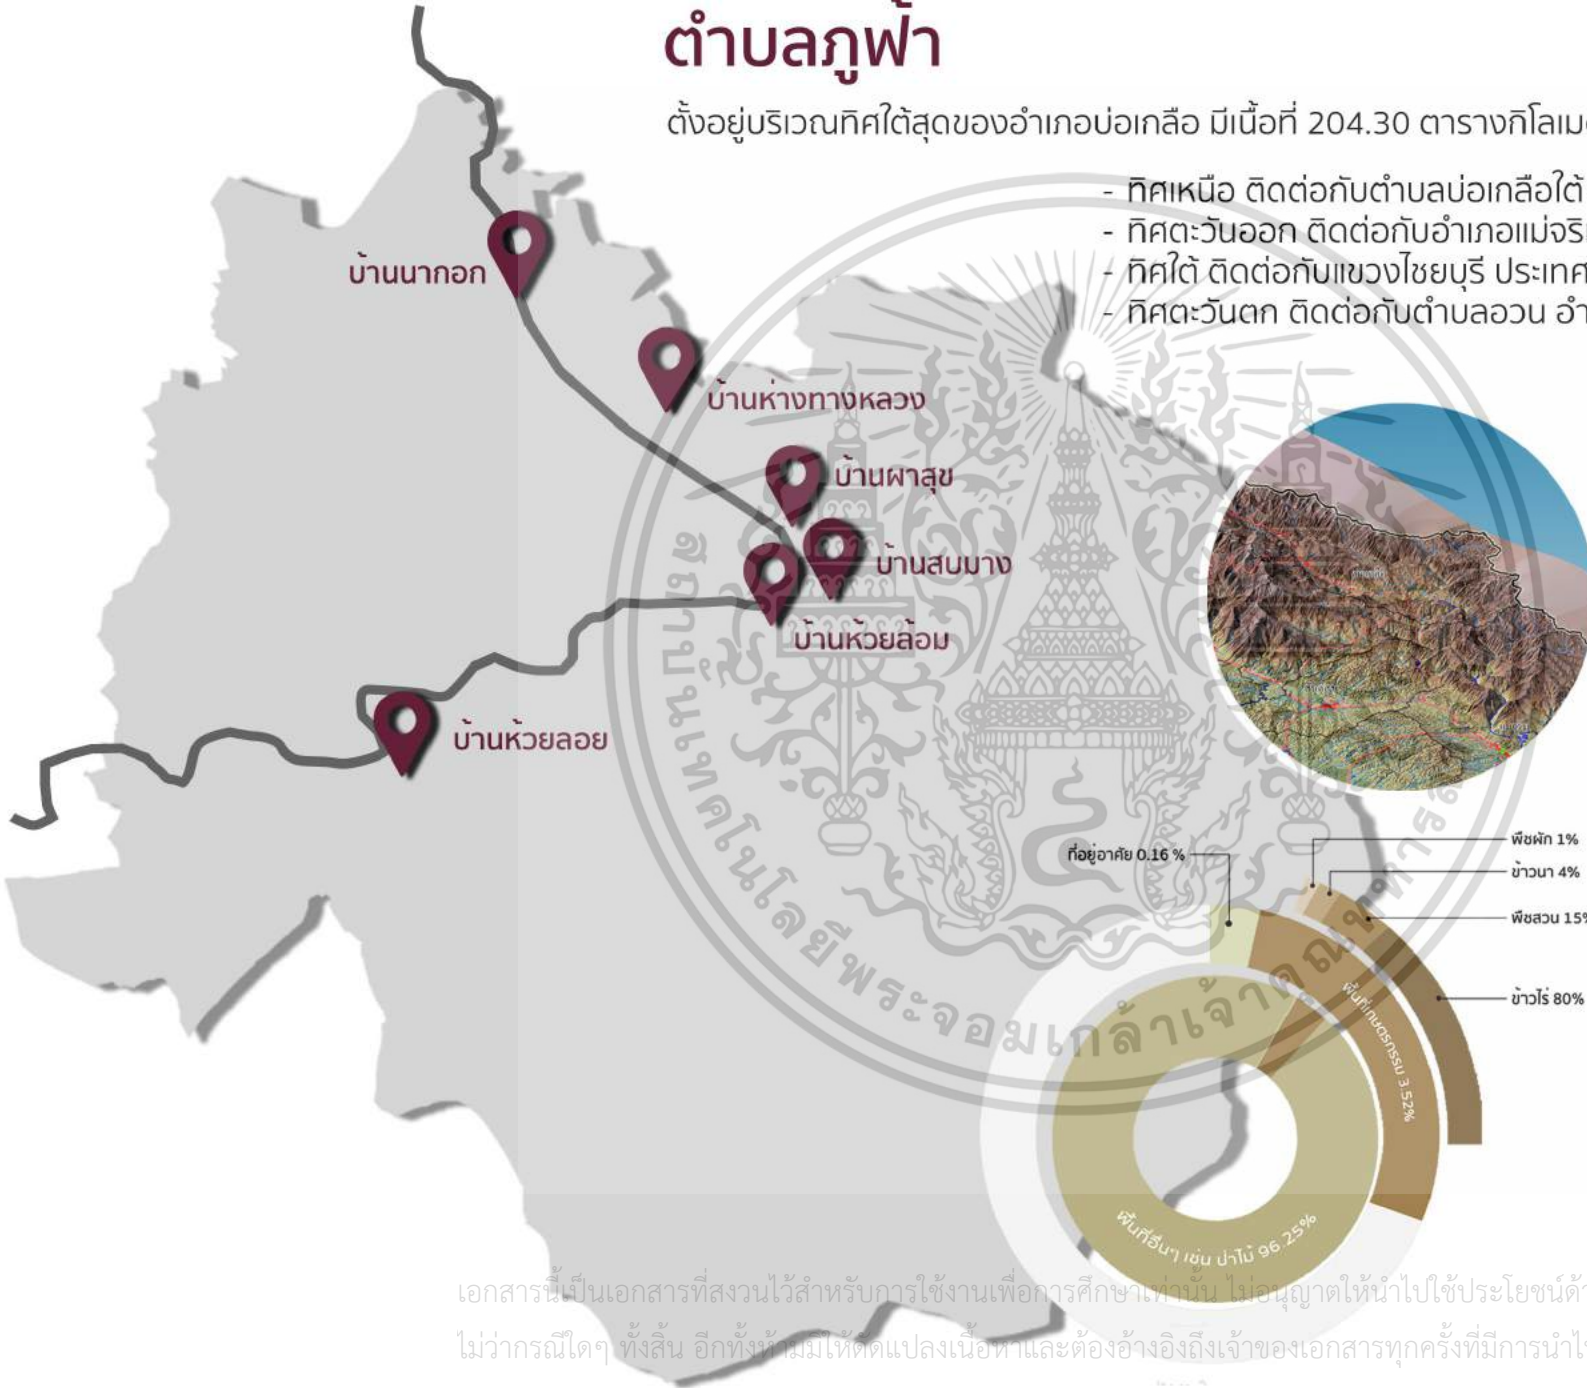 ตำบลภูฟ้า
ตั้งอยู่บริเวณทิศใต้สุดของอำเภอบ่อเกลือ มีเนื้อที่ 204.30 ตารางกิโลเม
- ทิศเหนือ ติดต่อกับตำบลบ่อเกลือใต้
- ทิศตะวันออก ติดต่อกับอำเภอแม่จริ
- ทิศใต้ ติดต่อกับแขวงไชยบุรี ประเทศ
- ทิศตะวันตก ติดต่อกับตำบลอวน อำ
บ้านนากอก
บ้านห่างทางหลวง
บ้านผาสุข
บ้านสบมาง
บ้านห้วยล้อม
บ้านห้วยลอย
สถาบันเทคโนโลยีพระจอมเกล้าเจ้าคุณทหารล
ที่อยู่อาศัย 0.16 %
พืชผัก 1%
ข้าวนา 4%
พืชสวน 15%
ข้าวไร่ 80%
พื้นที่เกษตรกรรม 3.52%
พื้นที่อื่นๆ เช่น ป่าไม้ 96.25%
เอกสารนี้เป็นเอกสารที่สงวนไว้สำหรับการใช้งานเพื่อการศึกษาเท่านั้น ไม่อนุญาตให้นำไปใช้ประโยชน์ด้า
ไม่ว่ากรณีใดๆ ทั้งสิ้น อีกทั้งห้ามมิให้ดัดแปลงเนื้อหาและต้องอ้างอิงถึงเจ้าของเอกสารทุกครั้งที่มีการนำไ